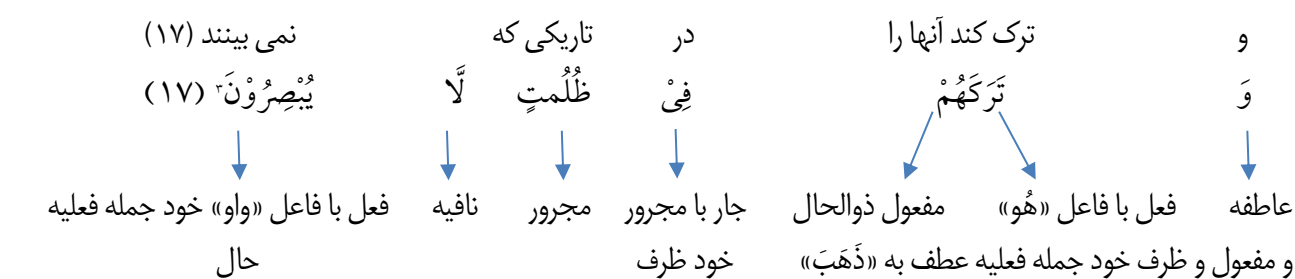 و ترک کند آنها را در تاریکی که نمی بینند (۱۷)
وَ تَرَكَهُمْ فِیْ ظُلُمتٍ لَّا یُبْصِرُوْنَ۳ (۱۷)
عاطفه فعل با فاعل «هُو» مفعول ذوالحال جار با مجرور مجرور نافیه فعل با فاعل «واو» خود جمله فعلیه
و مفعول و ظرف خود جمله فعلیه عطف به «ذَهَبَ» خود ظرف حال